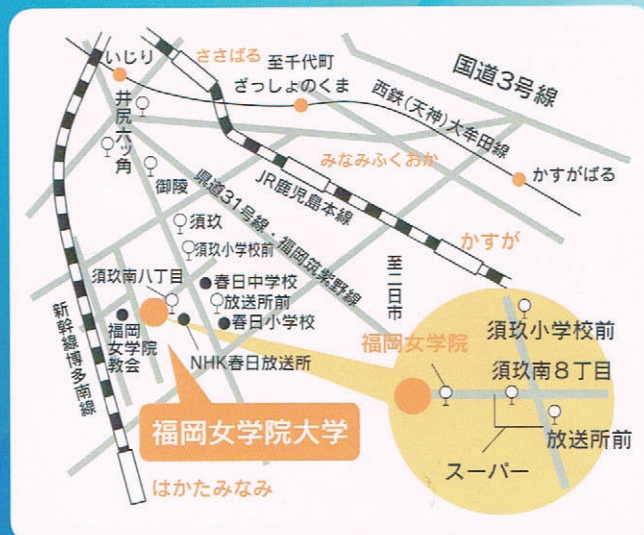 いじり
ささばる
至千代町
ざっしょのくま
国道3号線
西鉄(天神)大牟田線
井尻六ッ角
みなみふくおか
かすがばる
御陵
JR鹿児島本線
県道31号線・福岡筑紫野線
須玖
かすが
須玖小学校前
至二日市
須玖南八丁目
春日中学校
放送所前
春日小学校
新幹線博多南線
福岡
女学院
教会
NHK春日放送所
福岡女学院
須玖小学校前
須玖南8丁目
放送所前
スーパー
福岡女学院大学
はかたみなみ